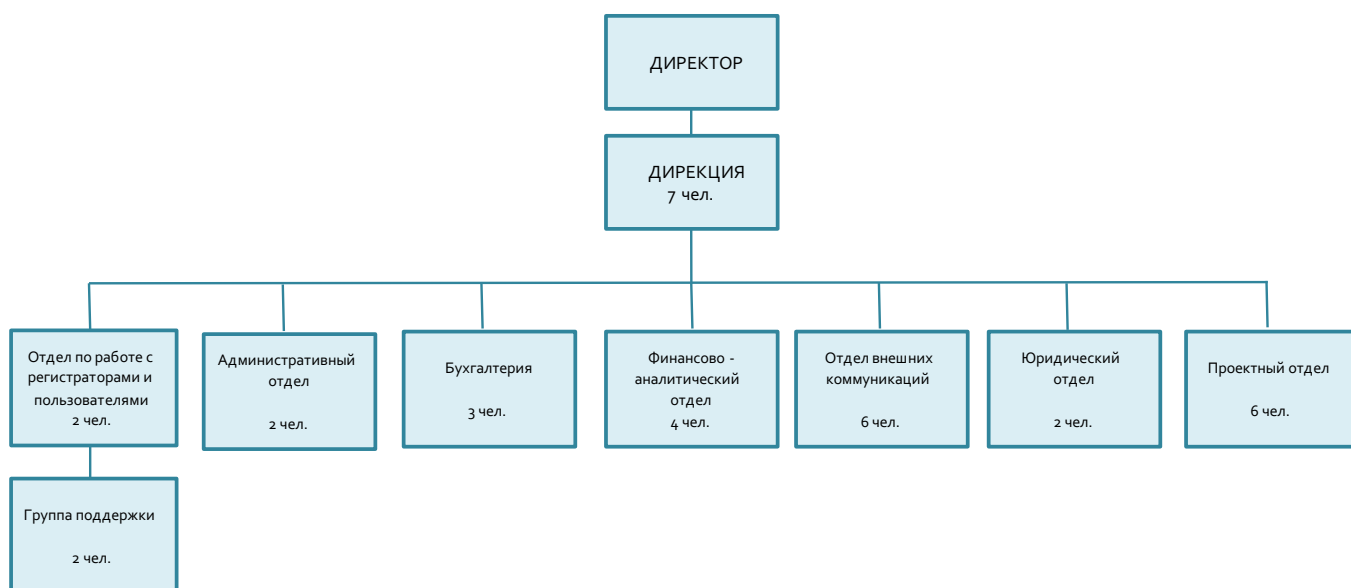 ДИРЕКТОР
ДИРЕКЦИЯ
7 чел.
Отдел по работе с
регистраторами и
пользователями
2 чел.
Административный
отдел
2 чел.
Бухгалтерия
3 чел.
Финансово -
аналитический
отдел
4 чел.
Отдел внешних
коммуникаций
6 чел.
Юридический
отдел
2 чел.
Проектный отдел
6 чел.
Группа поддержки
2 чел.